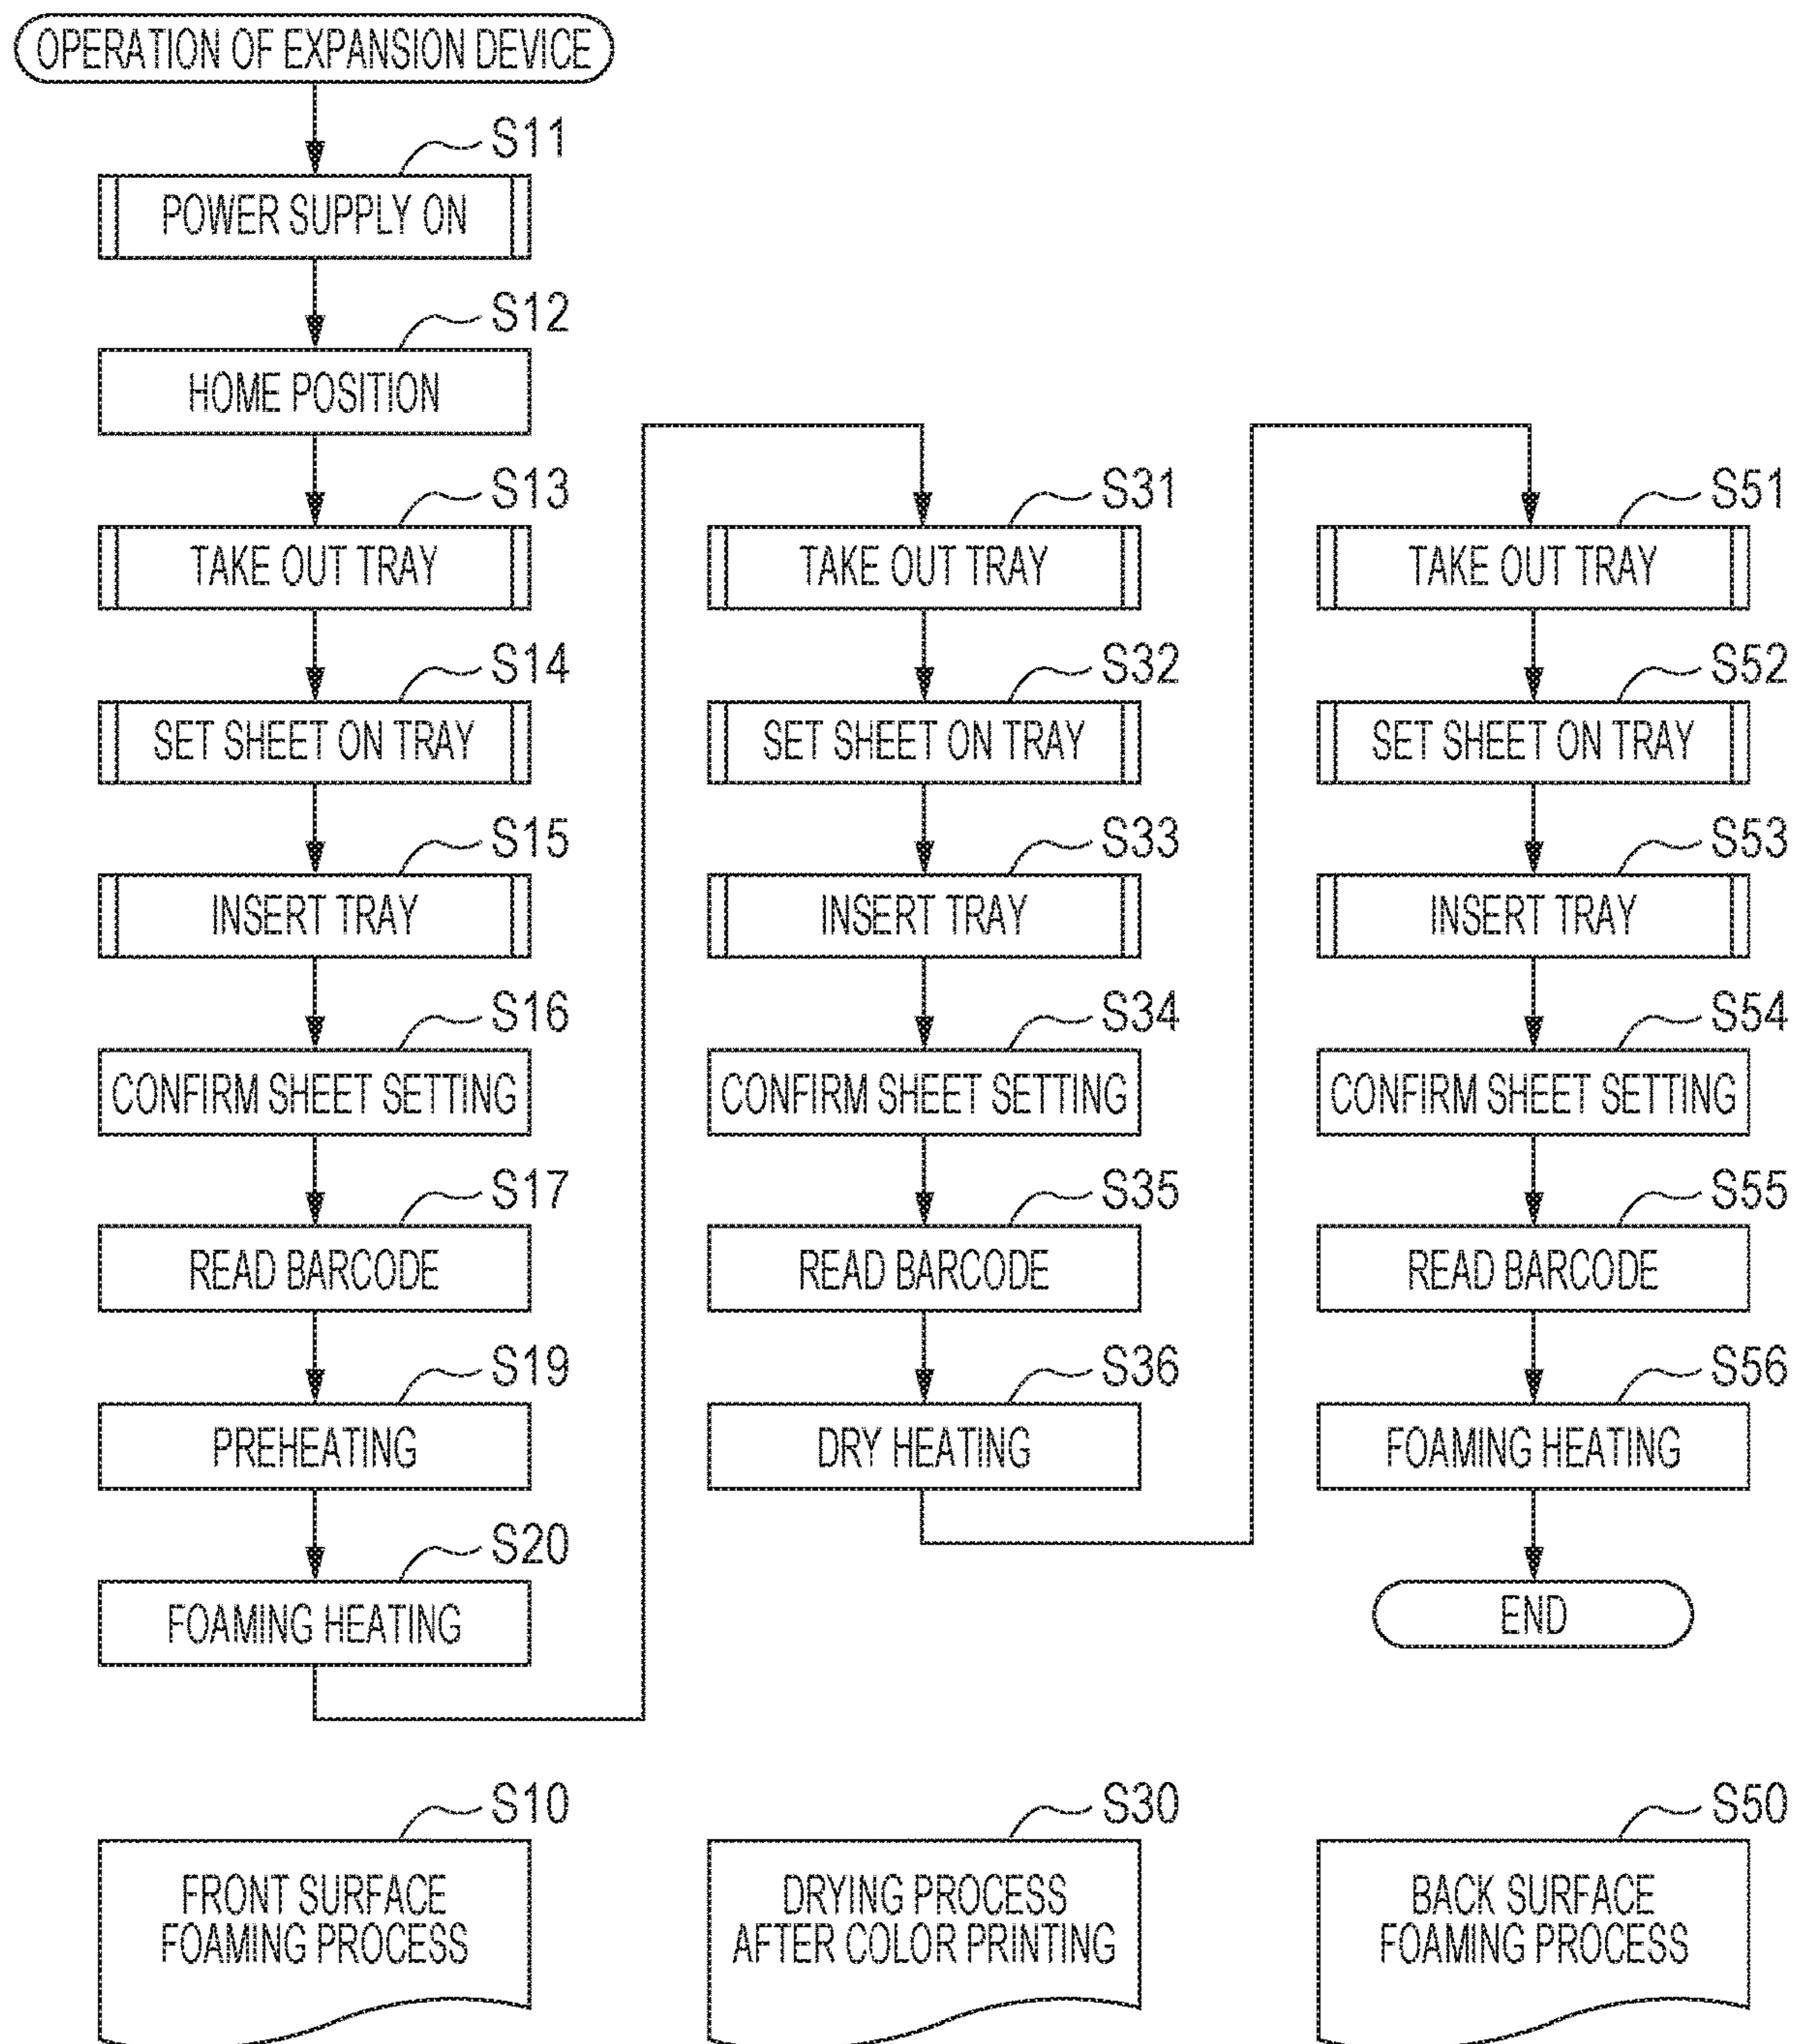 OPERATION OF EXPANSION DEVICE
S11
POWER SUPPLY ON
S12
HOME POSITION
S13
TAKE OUT TRAY
S14
SET SHEET ON TRAY
S15
INSERT TRAY
S16
CONFIRM SHEET SETTING
S17
READ BARCODE
S19
PREHEATING
S20
FOAMING HEATING
S10
FRONT SURFACE
FOAMING PROCESS
S31
TAKE OUT TRAY
S32
SET SHEET ON TRAY
S33
INSERT TRAY
S34
CONFIRM SHEET SETTING
S35
READ BARCODE
S36
DRY HEATING
S30
DRYING PROCESS
AFTER COLOR PRINTING
S51
TAKE OUT TRAY
S52
SET SHEET ON TRAY
S53
INSERT TRAY
S54
CONFIRM SHEET SETTING
S55
READ BARCODE
S56
FOAMING HEATING
END
S50
BACK SURFACE
FOAMING PROCESS